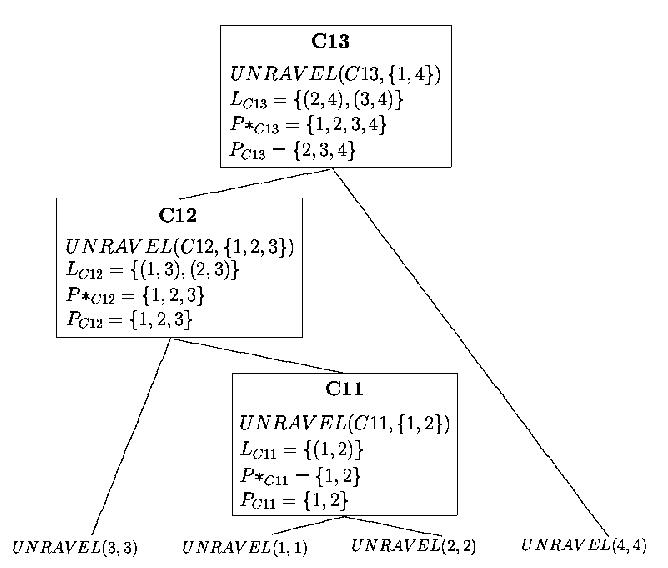 C13
UNRAVEL(C13, {1, 4})
L_{C13} = {(2, 4), (3, 4)}
P*_{C13} = {1, 2, 3, 4}
P_{C13} = {2, 3, 4}
C12
UNRAVEL(C12, {1, 2, 3})
L_{C12} = {(1, 3), (2, 3)}
P*_{C12} = {1, 2, 3}
P_{C12} = {1, 2, 3}
C11
UNRAVEL(C11, {1, 2})
L_{C11} = {(1, 2)}
P*_{C11} = {1, 2}
P_{C11} = {1, 2}
UNRAVEL(3, 3) UNRAVEL(1, 1) UNRAVEL(2, 2) UNRAVEL(4, 4)